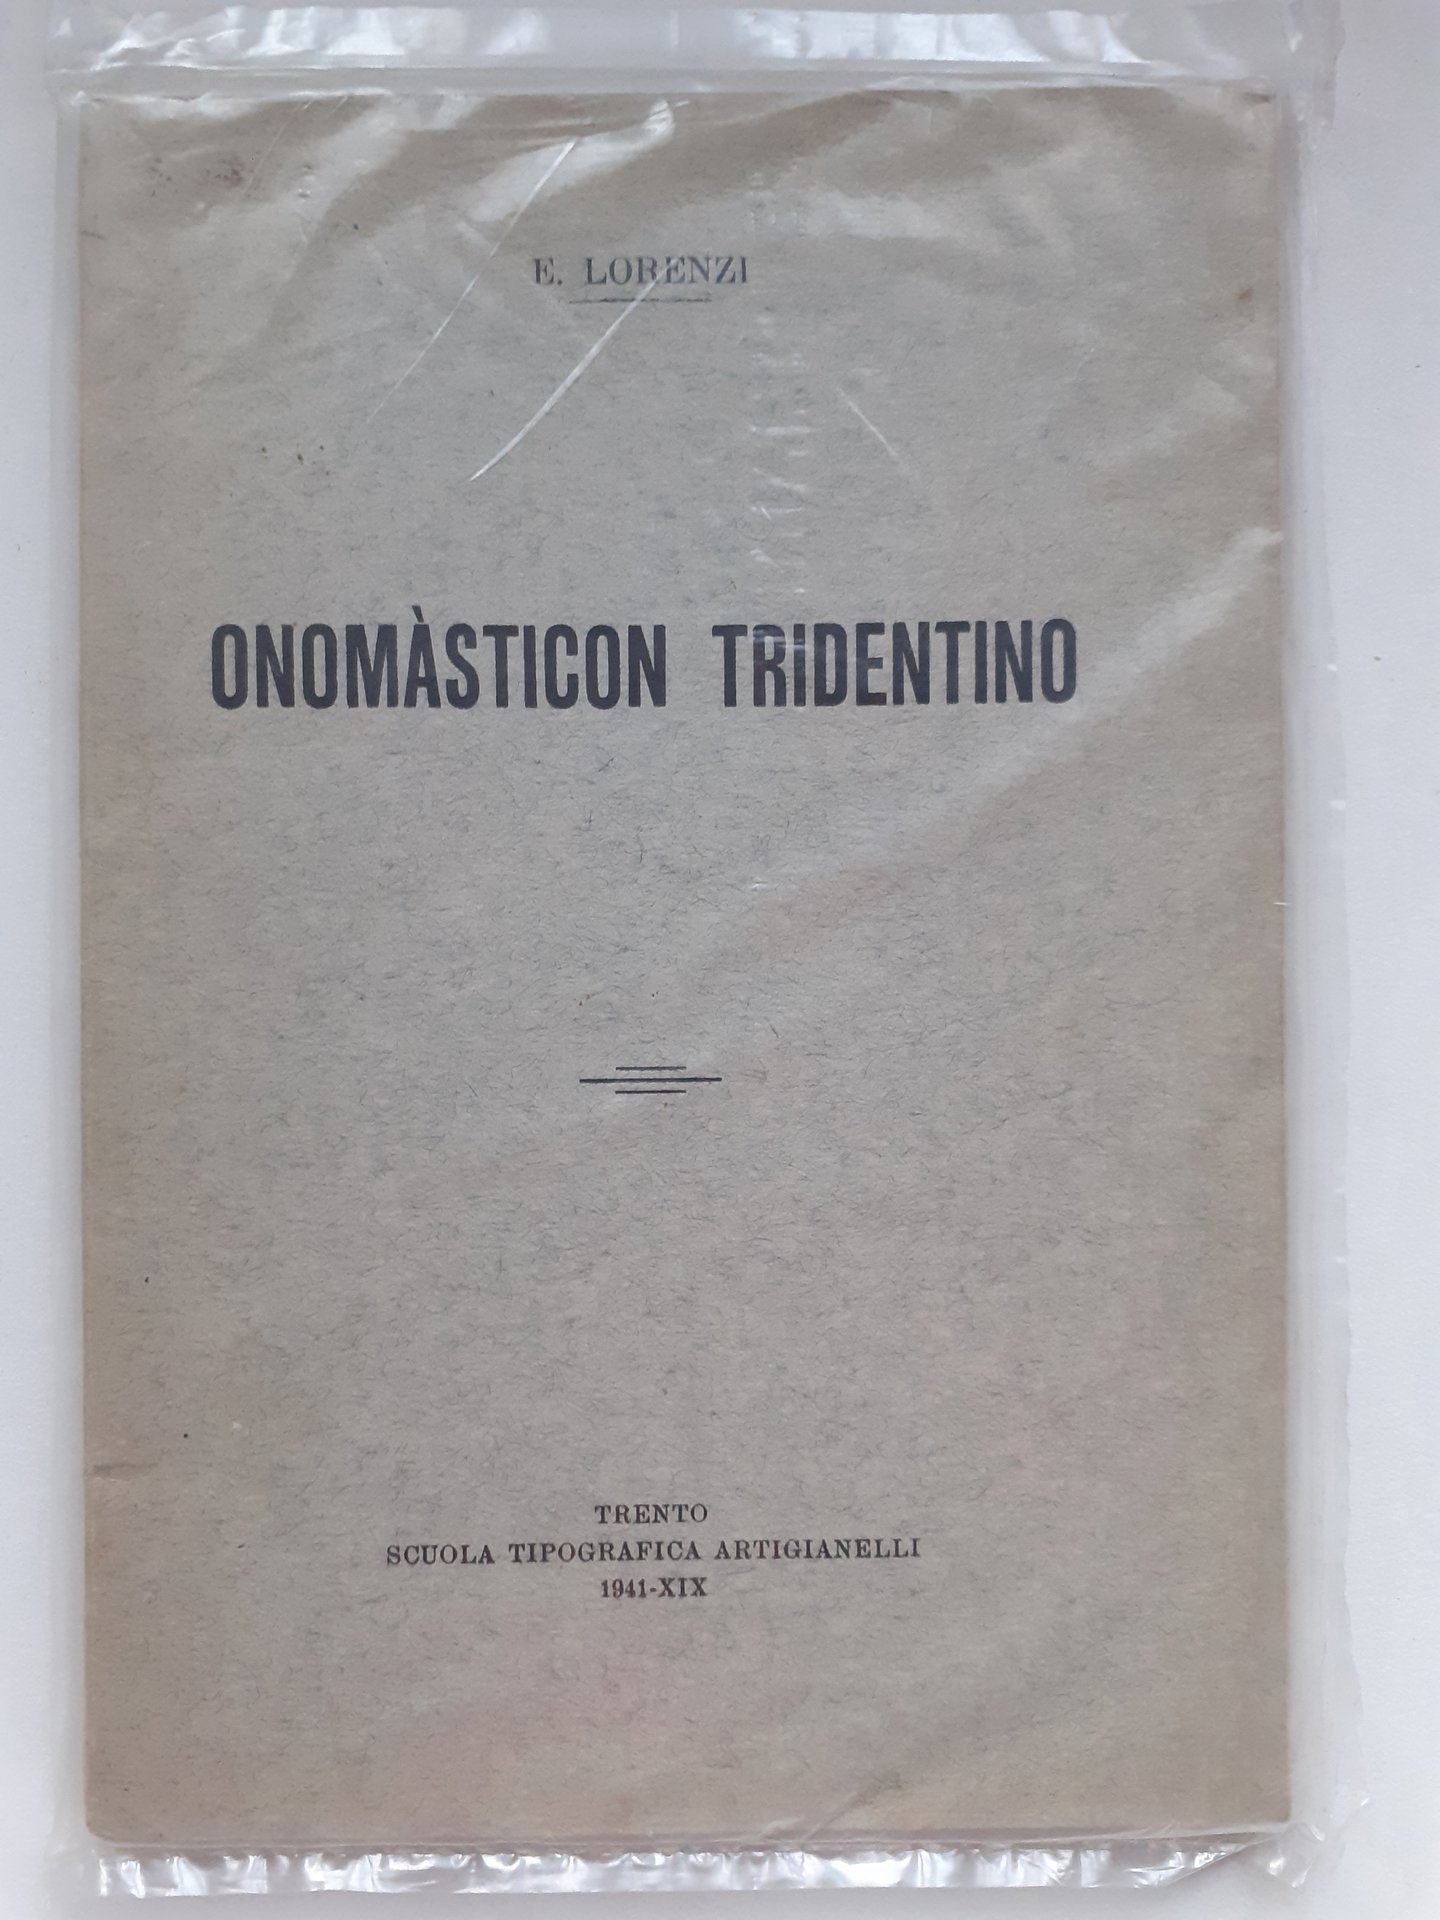 E. LORENZI
ONOMÀSTICON TRIDENTINO
TRENTO
SCUOLA TIPOGRAFICA ARTIGIANELLI
1941-XIX